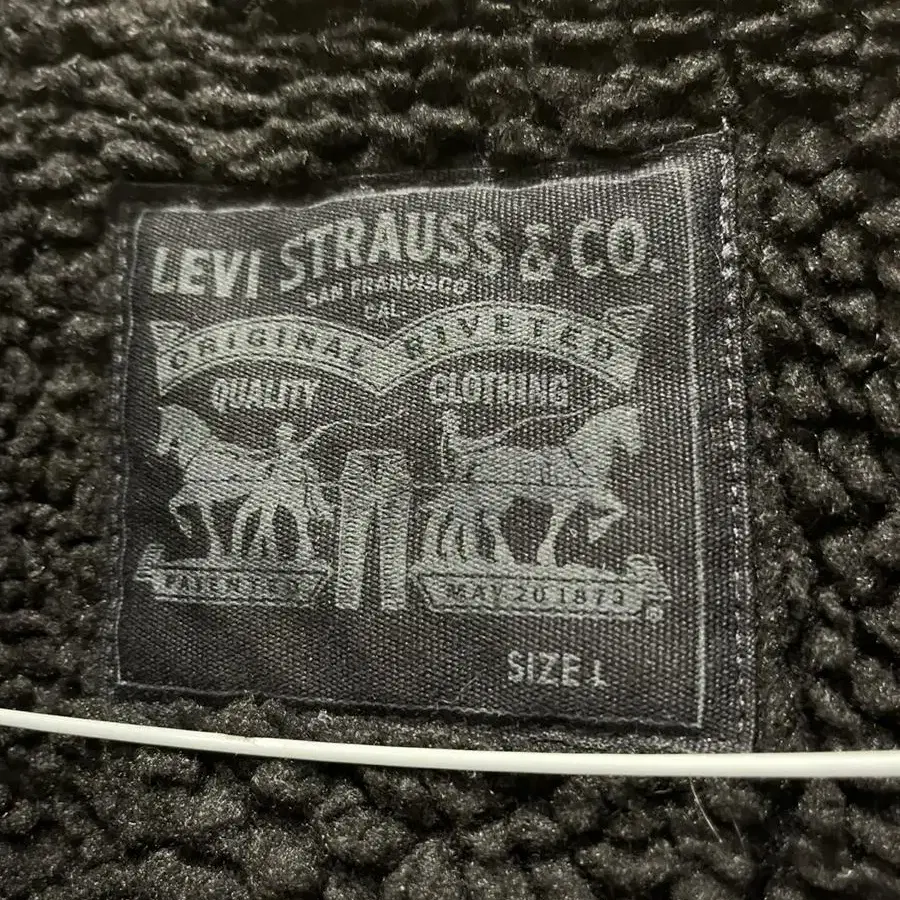 LEVI STRAUSS & CO.
SAN FRANCISCO
CAL
ORIGINAL RIVETED
QUALITY CLOTHING
MAY 20 1873
®
SIZE L